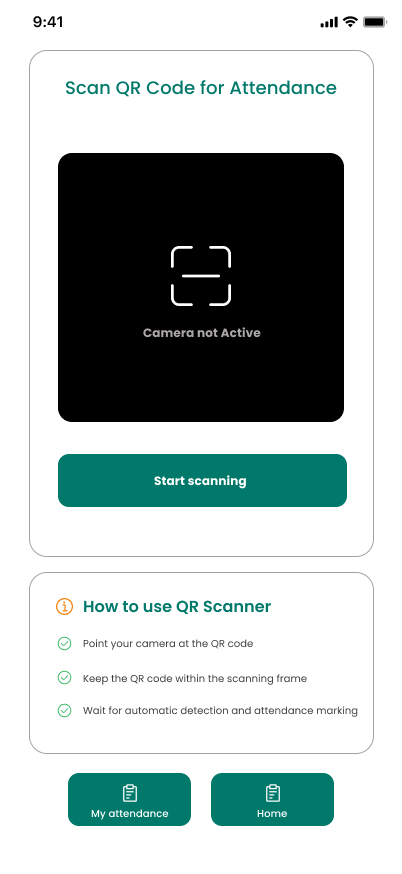 9:41
Scan QR Code for Attendance
Camera not Active
Start scanning
How to use QR Scanner
Point your camera at the QR code
Keep the QR code within the scanning frame
Wait for automatic detection and attendance marking
My attendance
Home